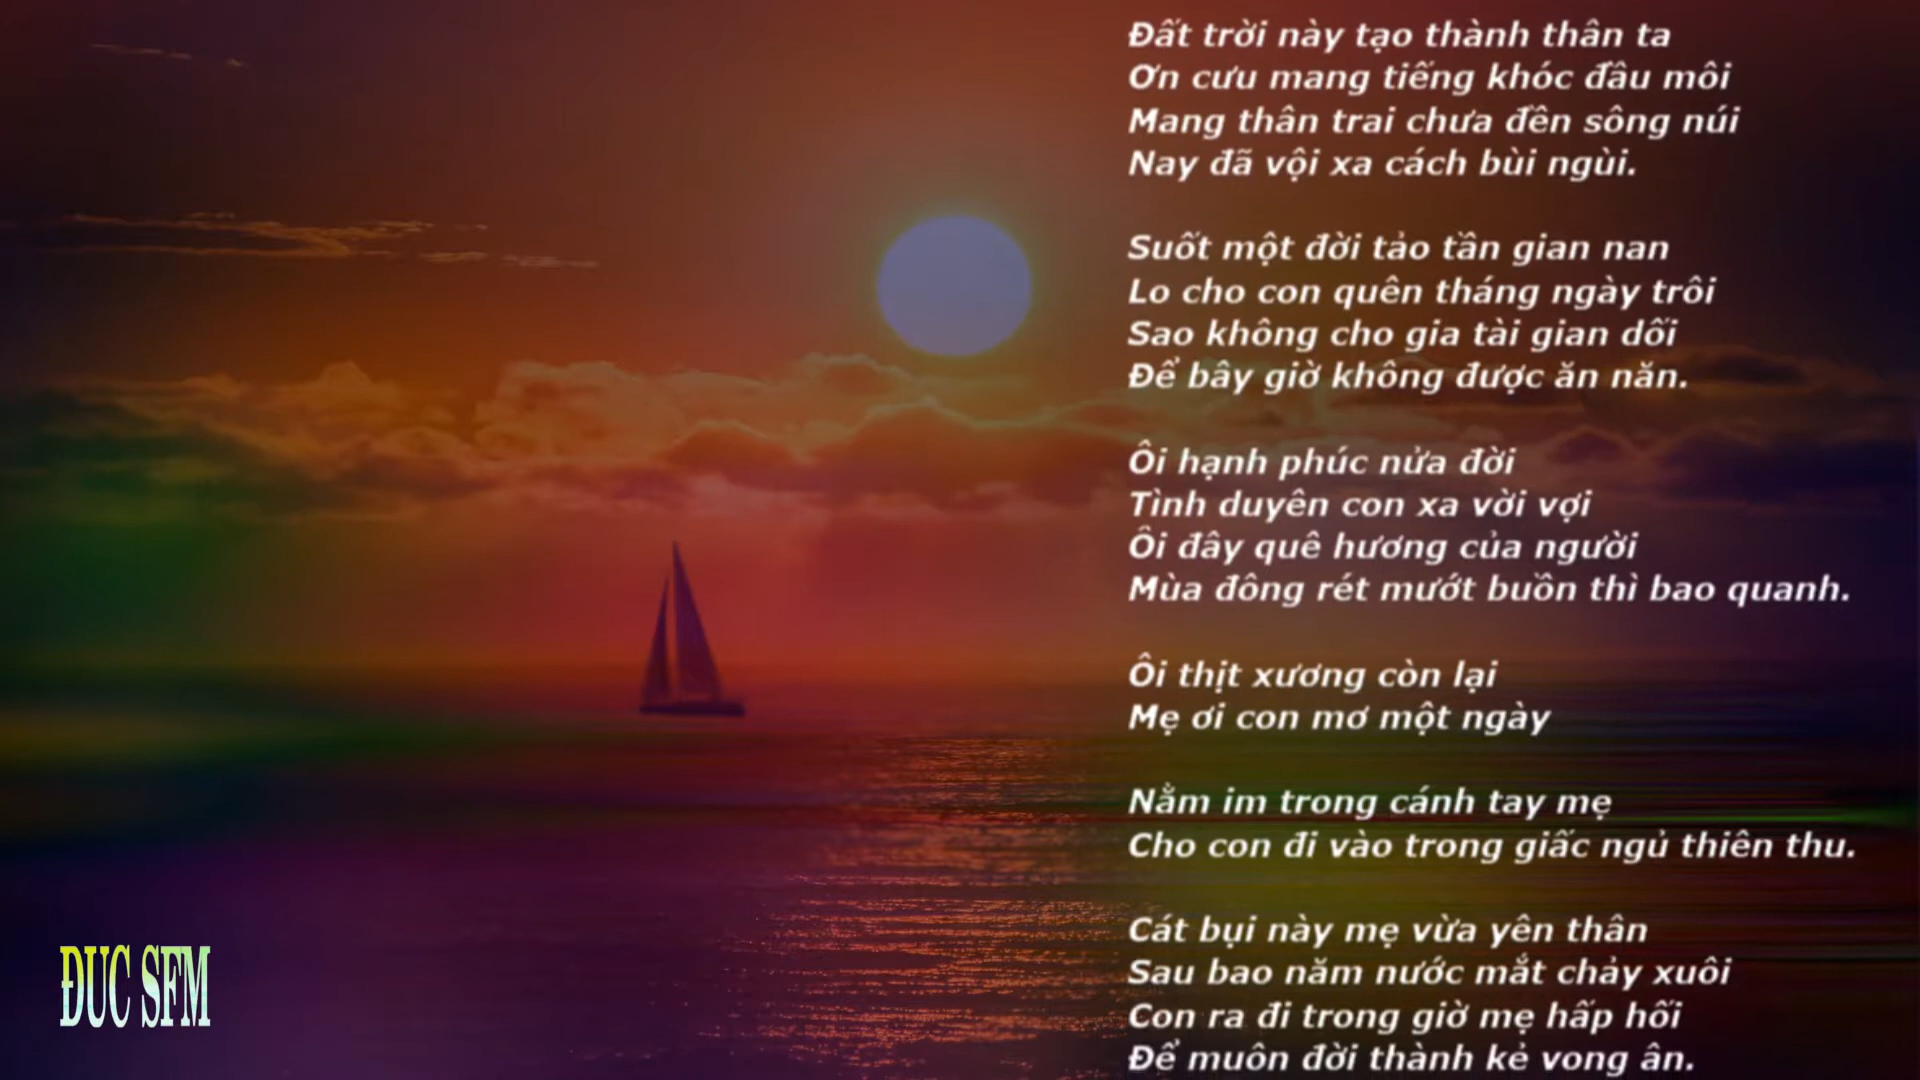 Đất trời này tạo thành thân ta
Ơn cưu mang tiếng khóc đầu môi
Mang thân trai chưa đền sông núi
Nay đã vội xa cách bùi ngùi.
Suốt một đời tảo tần gian nan
Lo cho con quên tháng ngày trôi
Sao không cho gia tài gian dối
Để bây giờ không được ăn năn.
Ôi hạnh phúc nửa đời
Tình duyên con xa vời vợi
Ôi đây quê hương của người
Mùa đông rét mướt buồn thì bao quanh.
Ôi thịt xương còn lại
Mẹ ơi con mơ một ngày
Nằm im trong cánh tay mẹ
Cho con đi vào trong giấc ngủ thiên thu.
Cát bụi này mẹ vừa yên thân
Sau bao năm nước mắt chảy xuôi
Con ra đi trong giờ mẹ hấp hối
Để muôn đời thành kẻ vong ân.
ĐUC SFM